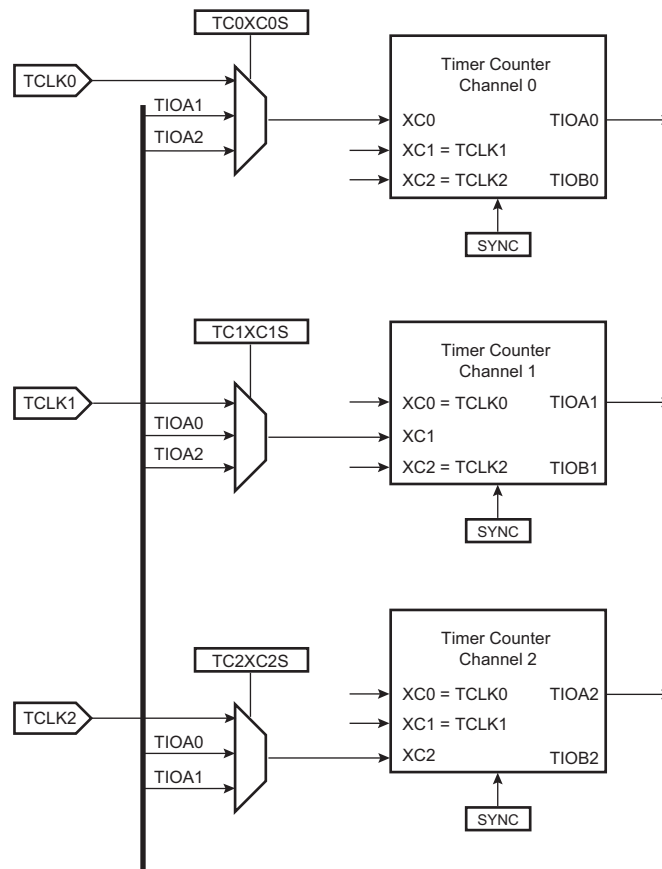 TC0XC0S
TCLK0
TIOA1
TIOA2
Timer Counter
Channel 0
XC0
TIOA0
XC1 = TCLK1
XC2 = TCLK2
TIOB0
SYNC
TC1XC1S
TCLK1
TIOA0
TIOA2
Timer Counter
Channel 1
XC0 = TCLK0
TIOA1
XC1
XC2 = TCLK2
TIOB1
SYNC
TC2XC2S
TCLK2
TIOA0
TIOA1
Timer Counter
Channel 2
XC0 = TCLK0
TIOA2
XC1 = TCLK1
XC2
TIOB2
SYNC